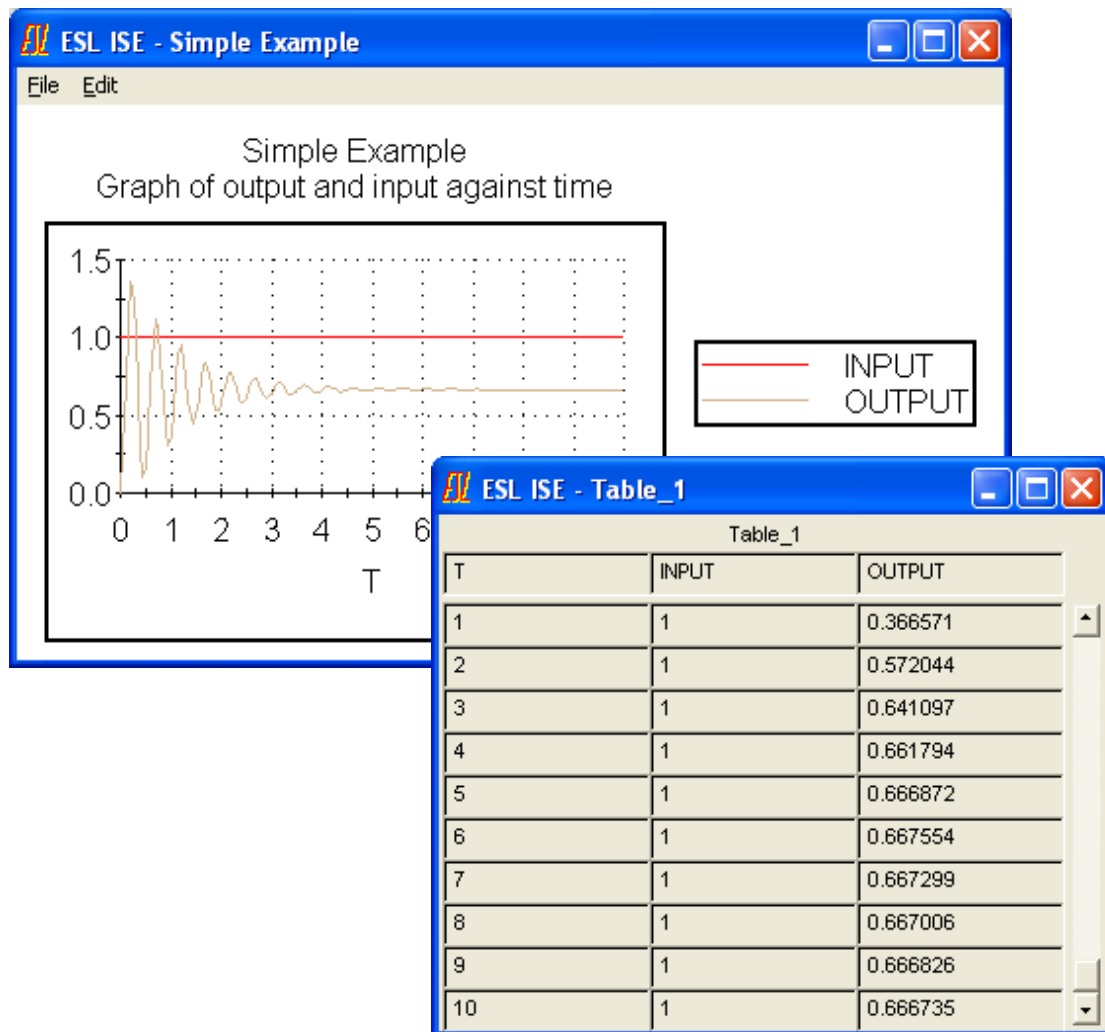 ESL ISE - Simple Example
File Edit
Simple Example
Graph of output and input against time
1.5
1.0
0.5
0.0
0 1 2 3 4 5 6
T
INPUT
OUTPUT
ESL ISE - Table_1
Table_1
T INPUT OUTPUT
1 1 0.366571
2 1 0.572044
3 1 0.641097
4 1 0.661794
5 1 0.666872
6 1 0.667554
7 1 0.667299
8 1 0.667006
9 1 0.666826
10 1 0.666735